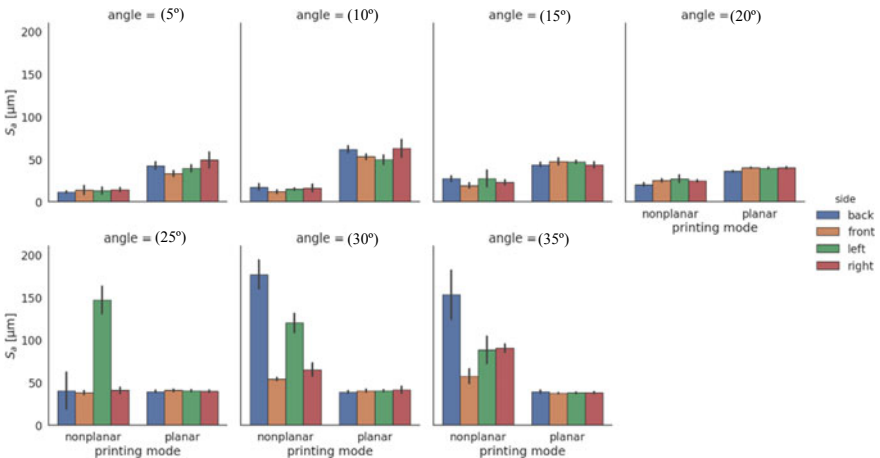 angle = (5º)
angle = (10º)
angle = (15º)
angle = (20º)
200
150
100
50
0
Sa [µm]
nonplanar planar
printing mode
side
back
front
left
right
angle = (25º)
angle = (30º)
angle = (35º)
200
150
100
50
0
Sa [µm]
nonplanar planar
printing mode
nonplanar planar
printing mode
nonplanar planar
printing mode